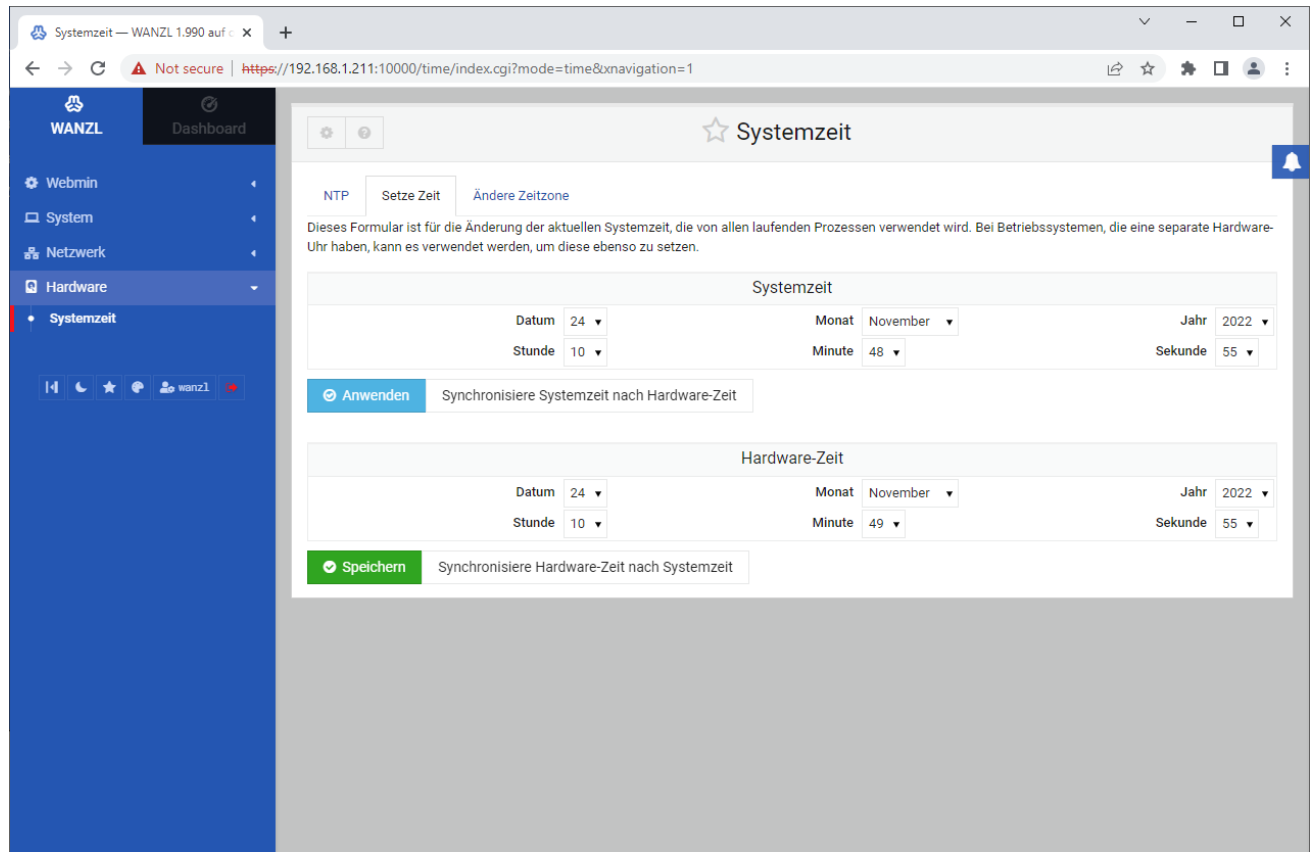 Systemzeit — WANZL 1.990 auf
Not secure | https://192.168.1.211:10000/time/index.cgi?mode=time&xnavigation=1
WANZL
Dashboard
Webmin
System
Netzwerk
Hardware
Systemzeit
wanzl
Systemzeit
NTP Setze Zeit Ändere Zeitzone
Dieses Formular ist für die Änderung der aktuellen Systemzeit, die von allen laufenden Prozessen verwendet wird. Bei Betriebssystemen, die eine separate Hardware-
Uhr haben, kann es verwendet werden, um diese ebenso zu setzen.
Systemzeit
Datum 24 Monat November Jahr 2022
Stunde 10 Minute 48 Sekunde 55
Anwenden Synchronisiere Systemzeit nach Hardware-Zeit
Hardware-Zeit
Datum 24 Monat November Jahr 2022
Stunde 10 Minute 49 Sekunde 55
Speichern Synchronisiere Hardware-Zeit nach Systemzeit